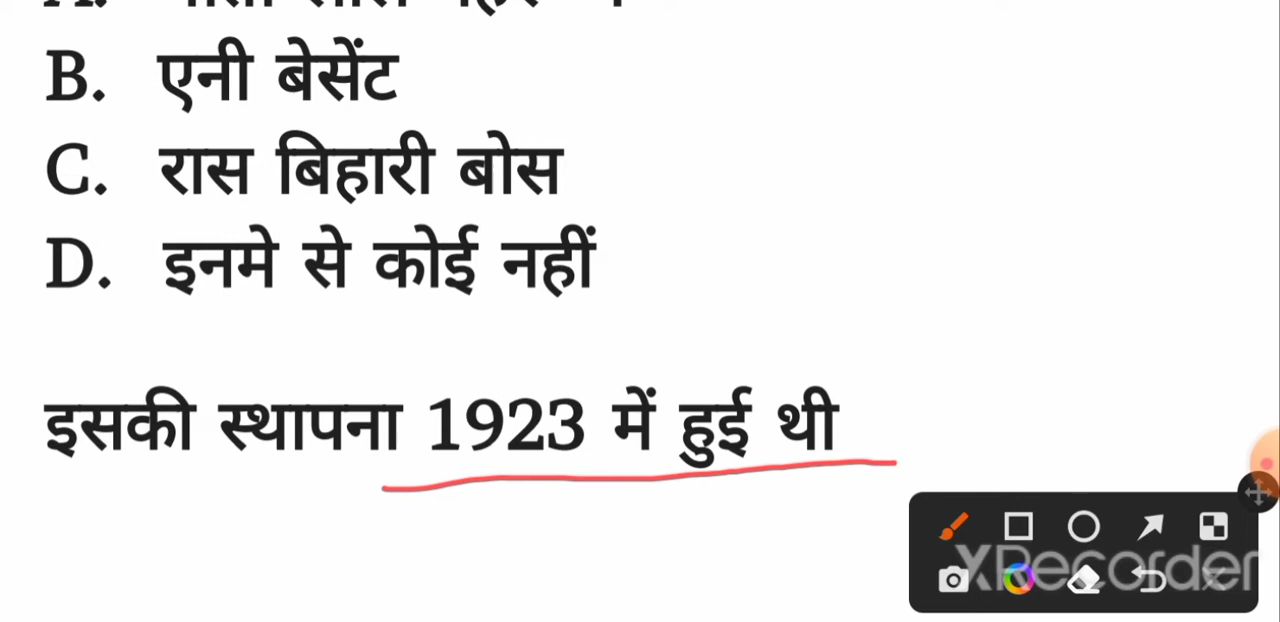 B. एनी बेसेंट
C. रास बिहारी बोस
D. इनमे से कोई नहीं
इसकी स्थापना 1923 में हुई थी
XRecorder